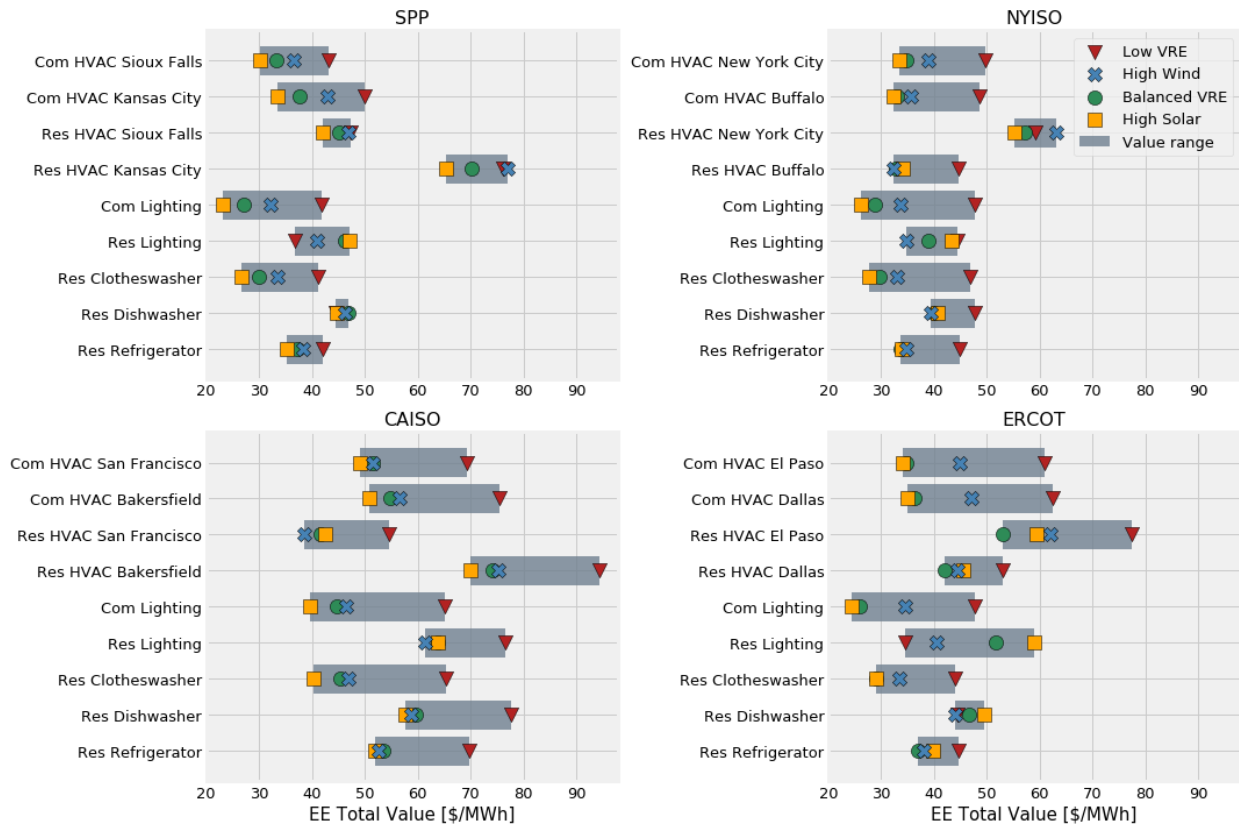 SPP
Com HVAC Sioux Falls
Com HVAC Kansas City
Res HVAC Sioux Falls
Res HVAC Kansas City
Com Lighting
Res Lighting
Res Clotheswasher
Res Dishwasher
Res Refrigerator
20 30 40 50 60 70 80 90
NYISO
Com HVAC New York City
Com HVAC Buffalo
Res HVAC New York City
Res HVAC Buffalo
Com Lighting
Res Lighting
Res Clotheswasher
Res Dishwasher
Res Refrigerator
Low VRE
High Wind
Balanced VRE
High Solar
Value range
20 30 40 50 60 70 80 90
CAISO
Com HVAC San Francisco
Com HVAC Bakersfield
Res HVAC San Francisco
Res HVAC Bakersfield
Com Lighting
Res Lighting
Res Clotheswasher
Res Dishwasher
Res Refrigerator
20 30 40 50 60 70 80 90
EE Total Value [$/MWh]
ERCOT
Com HVAC El Paso
Com HVAC Dallas
Res HVAC El Paso
Res HVAC Dallas
Com Lighting
Res Lighting
Res Clotheswasher
Res Dishwasher
Res Refrigerator
20 30 40 50 60 70 80 90
EE Total Value [$/MWh]